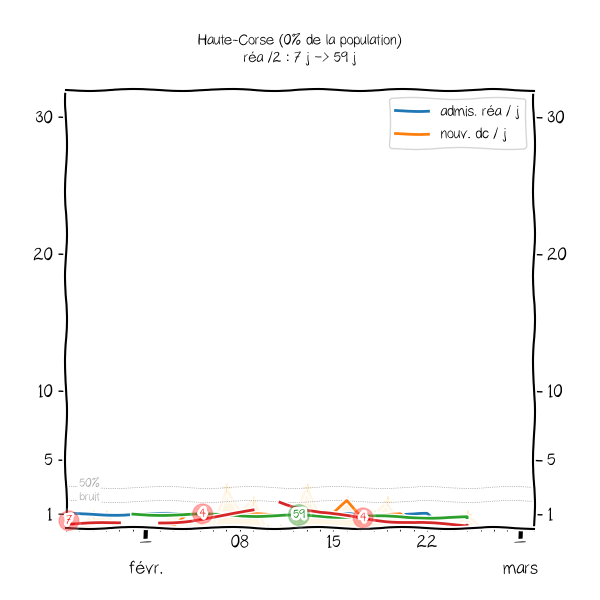 Haute-Corse (0% de la population)
réa /2 : 7 j -> 59 j
admis. réa / j
nouv. dc / j
30
30
20
20
10
10
5
5
50%
bruit
1
1
7
4
59
4
08
15
22
févr.
mars